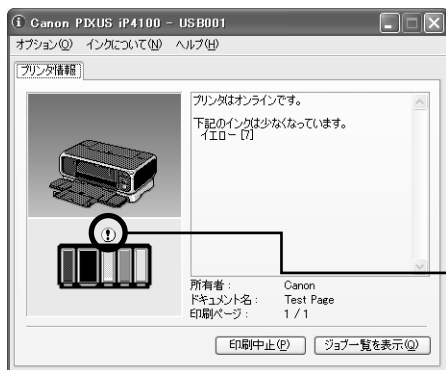 Canon PIXUS iP4100 - USB001
オプション(O) インクについて(N) ヘルプ(H)
プリンタ情報
プリンタはオンラインです。
下記のインクは少なくなっています。
イエロー [7]
所有者 : Canon
ドキュメント名 : Test Page
印刷ページ : 1 / 1
印刷中止(P) ジョブ一覧を表示(Q)